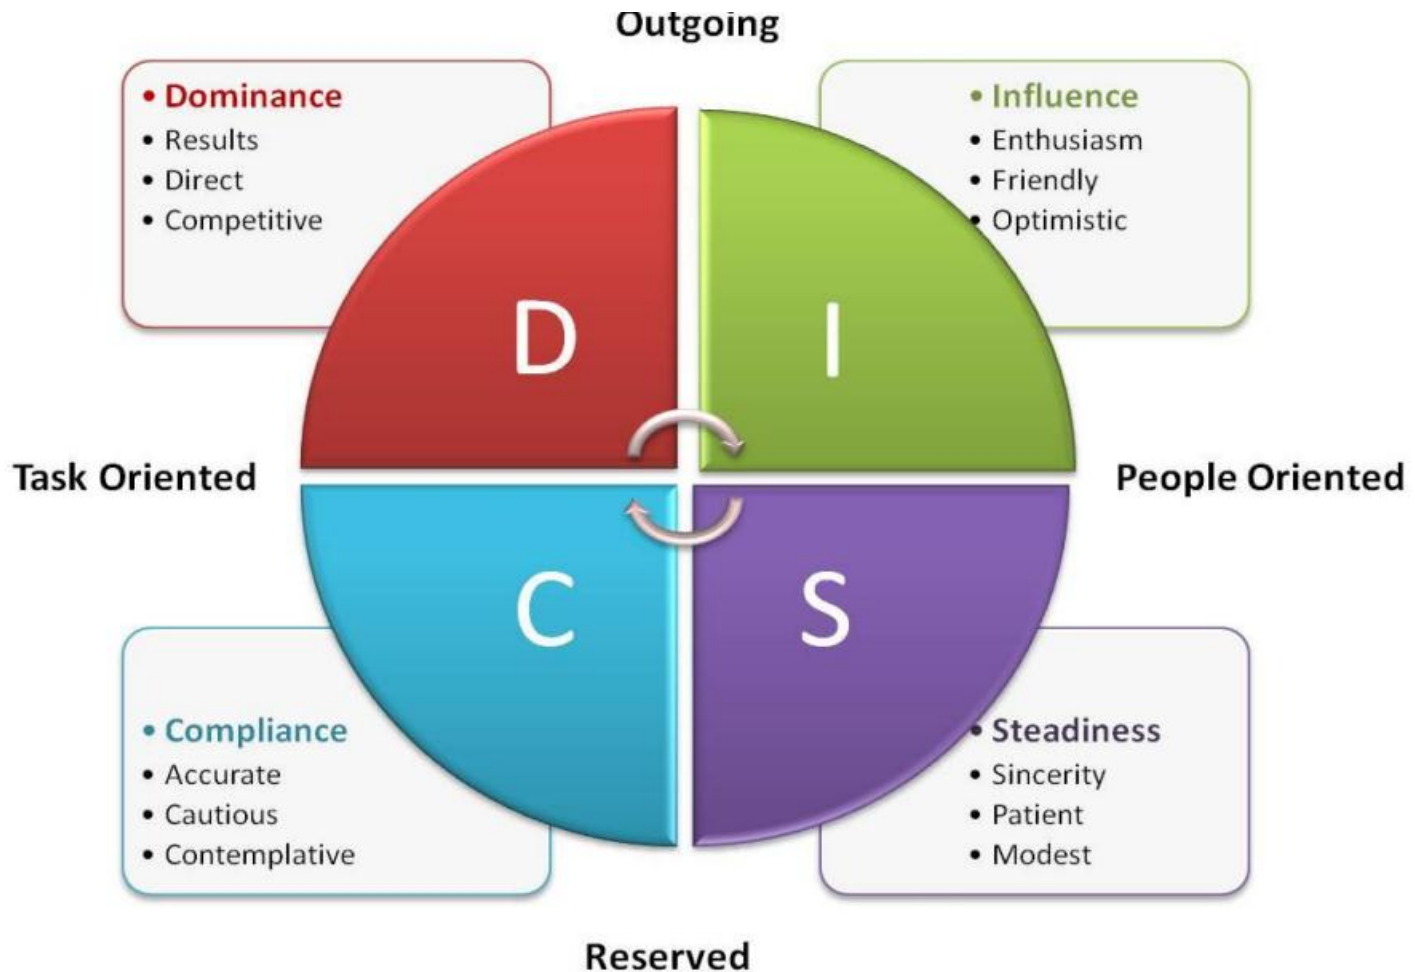 Outgoing
• Dominance
• Results
• Direct
• Competitive
• Influence
• Enthusiasm
• Friendly
• Optimistic
D
I
Task Oriented
People Oriented
C
S
• Compliance
• Accurate
• Cautious
• Contemplative
• Steadiness
• Sincerity
• Patient
• Modest
Reserved